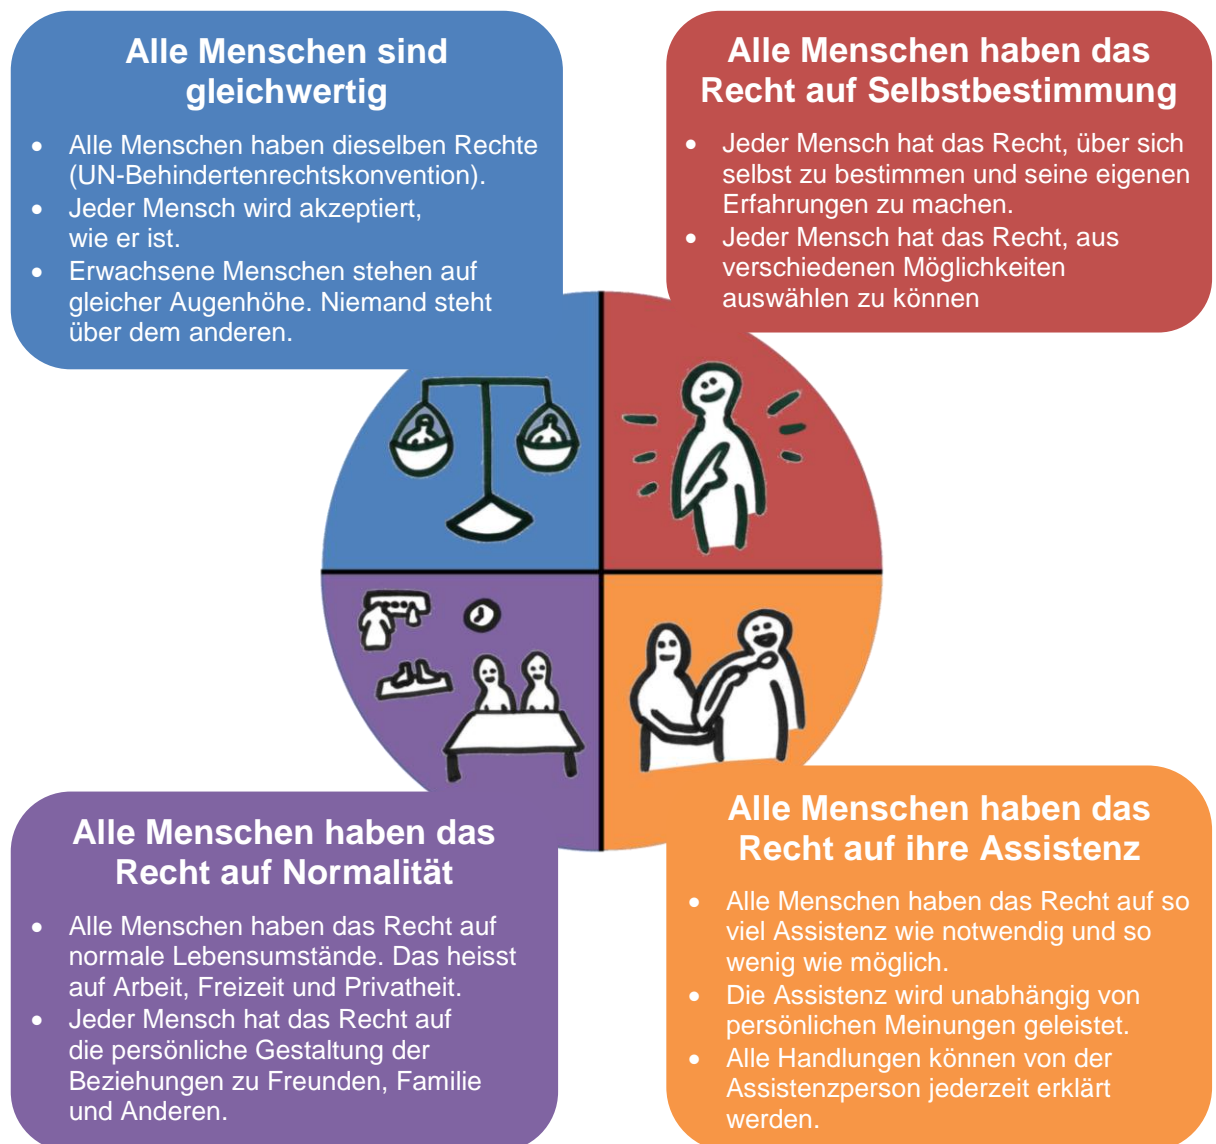 Alle Menschen sind
gleichwertig
• Alle Menschen haben dieselben Rechte
(UN-Behindertenrechtskonvention).
• Jeder Mensch wird akzeptiert,
wie er ist.
• Erwachsene Menschen stehen auf
gleicher Augenhöhe. Niemand steht
über dem anderen.
Alle Menschen haben das
Recht auf Selbstbestimmung
• Jeder Mensch hat das Recht, über sich
selbst zu bestimmen und seine eigenen
Erfahrungen zu machen.
• Jeder Mensch hat das Recht, aus
verschiedenen Möglichkeiten
auswählen zu können
Alle Menschen haben das
Recht auf Normalität
• Alle Menschen haben das Recht auf
normale Lebensumstände. Das heisst
auf Arbeit, Freizeit und Privatheit.
• Jeder Mensch hat das Recht auf
die persönliche Gestaltung der
Beziehungen zu Freunden, Familie
und Anderen.
Alle Menschen haben das
Recht auf ihre Assistenz
• Alle Menschen haben das Recht auf so
viel Assistenz wie notwendig und so
wenig wie möglich.
• Die Assistenz wird unabhängig von
persönlichen Meinungen geleistet.
• Alle Handlungen können von der
Assistenzperson jederzeit erklärt
werden.